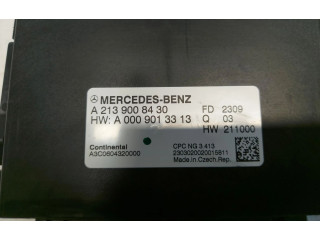 MERCEDES-BENZ
A 213 900 84 30 FD 2309
HW: A 000 901 33 13 Q 03
HW 211000
Continental CPC NG 3.413
A3C0804320000 2303020020015811
Made in Czech.Rep.